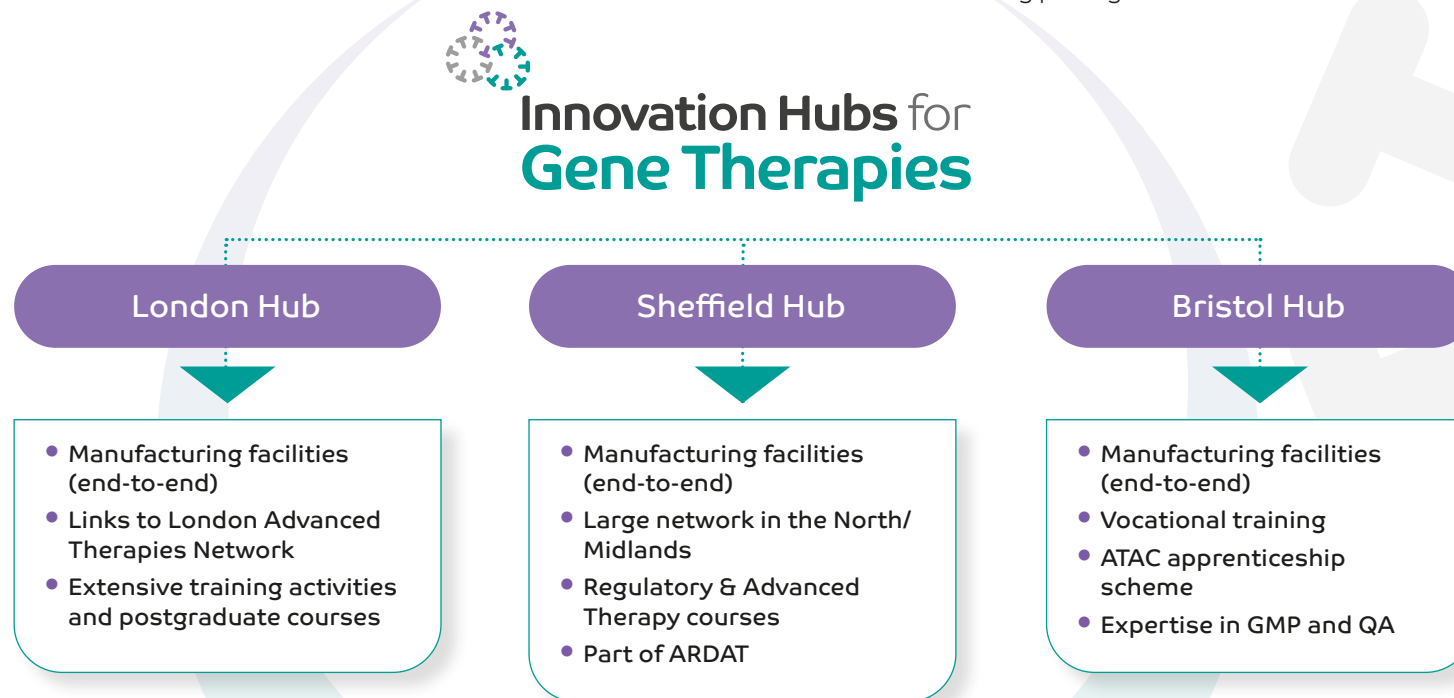 Innovation Hubs for
Gene Therapies
London Hub
Sheffield Hub
Bristol Hub
• Manufacturing facilities
(end-to-end)
• Links to London Advanced
Therapies Network
• Extensive training activities
and postgraduate courses
• Manufacturing facilities
(end-to-end)
• Large network in the North/
Midlands
• Regulatory & Advanced
Therapy courses
• Part of ARDAT
• Manufacturing facilities
(end-to-end)
• Vocational training
• ATAC apprenticeship
scheme
• Expertise in GMP and QA